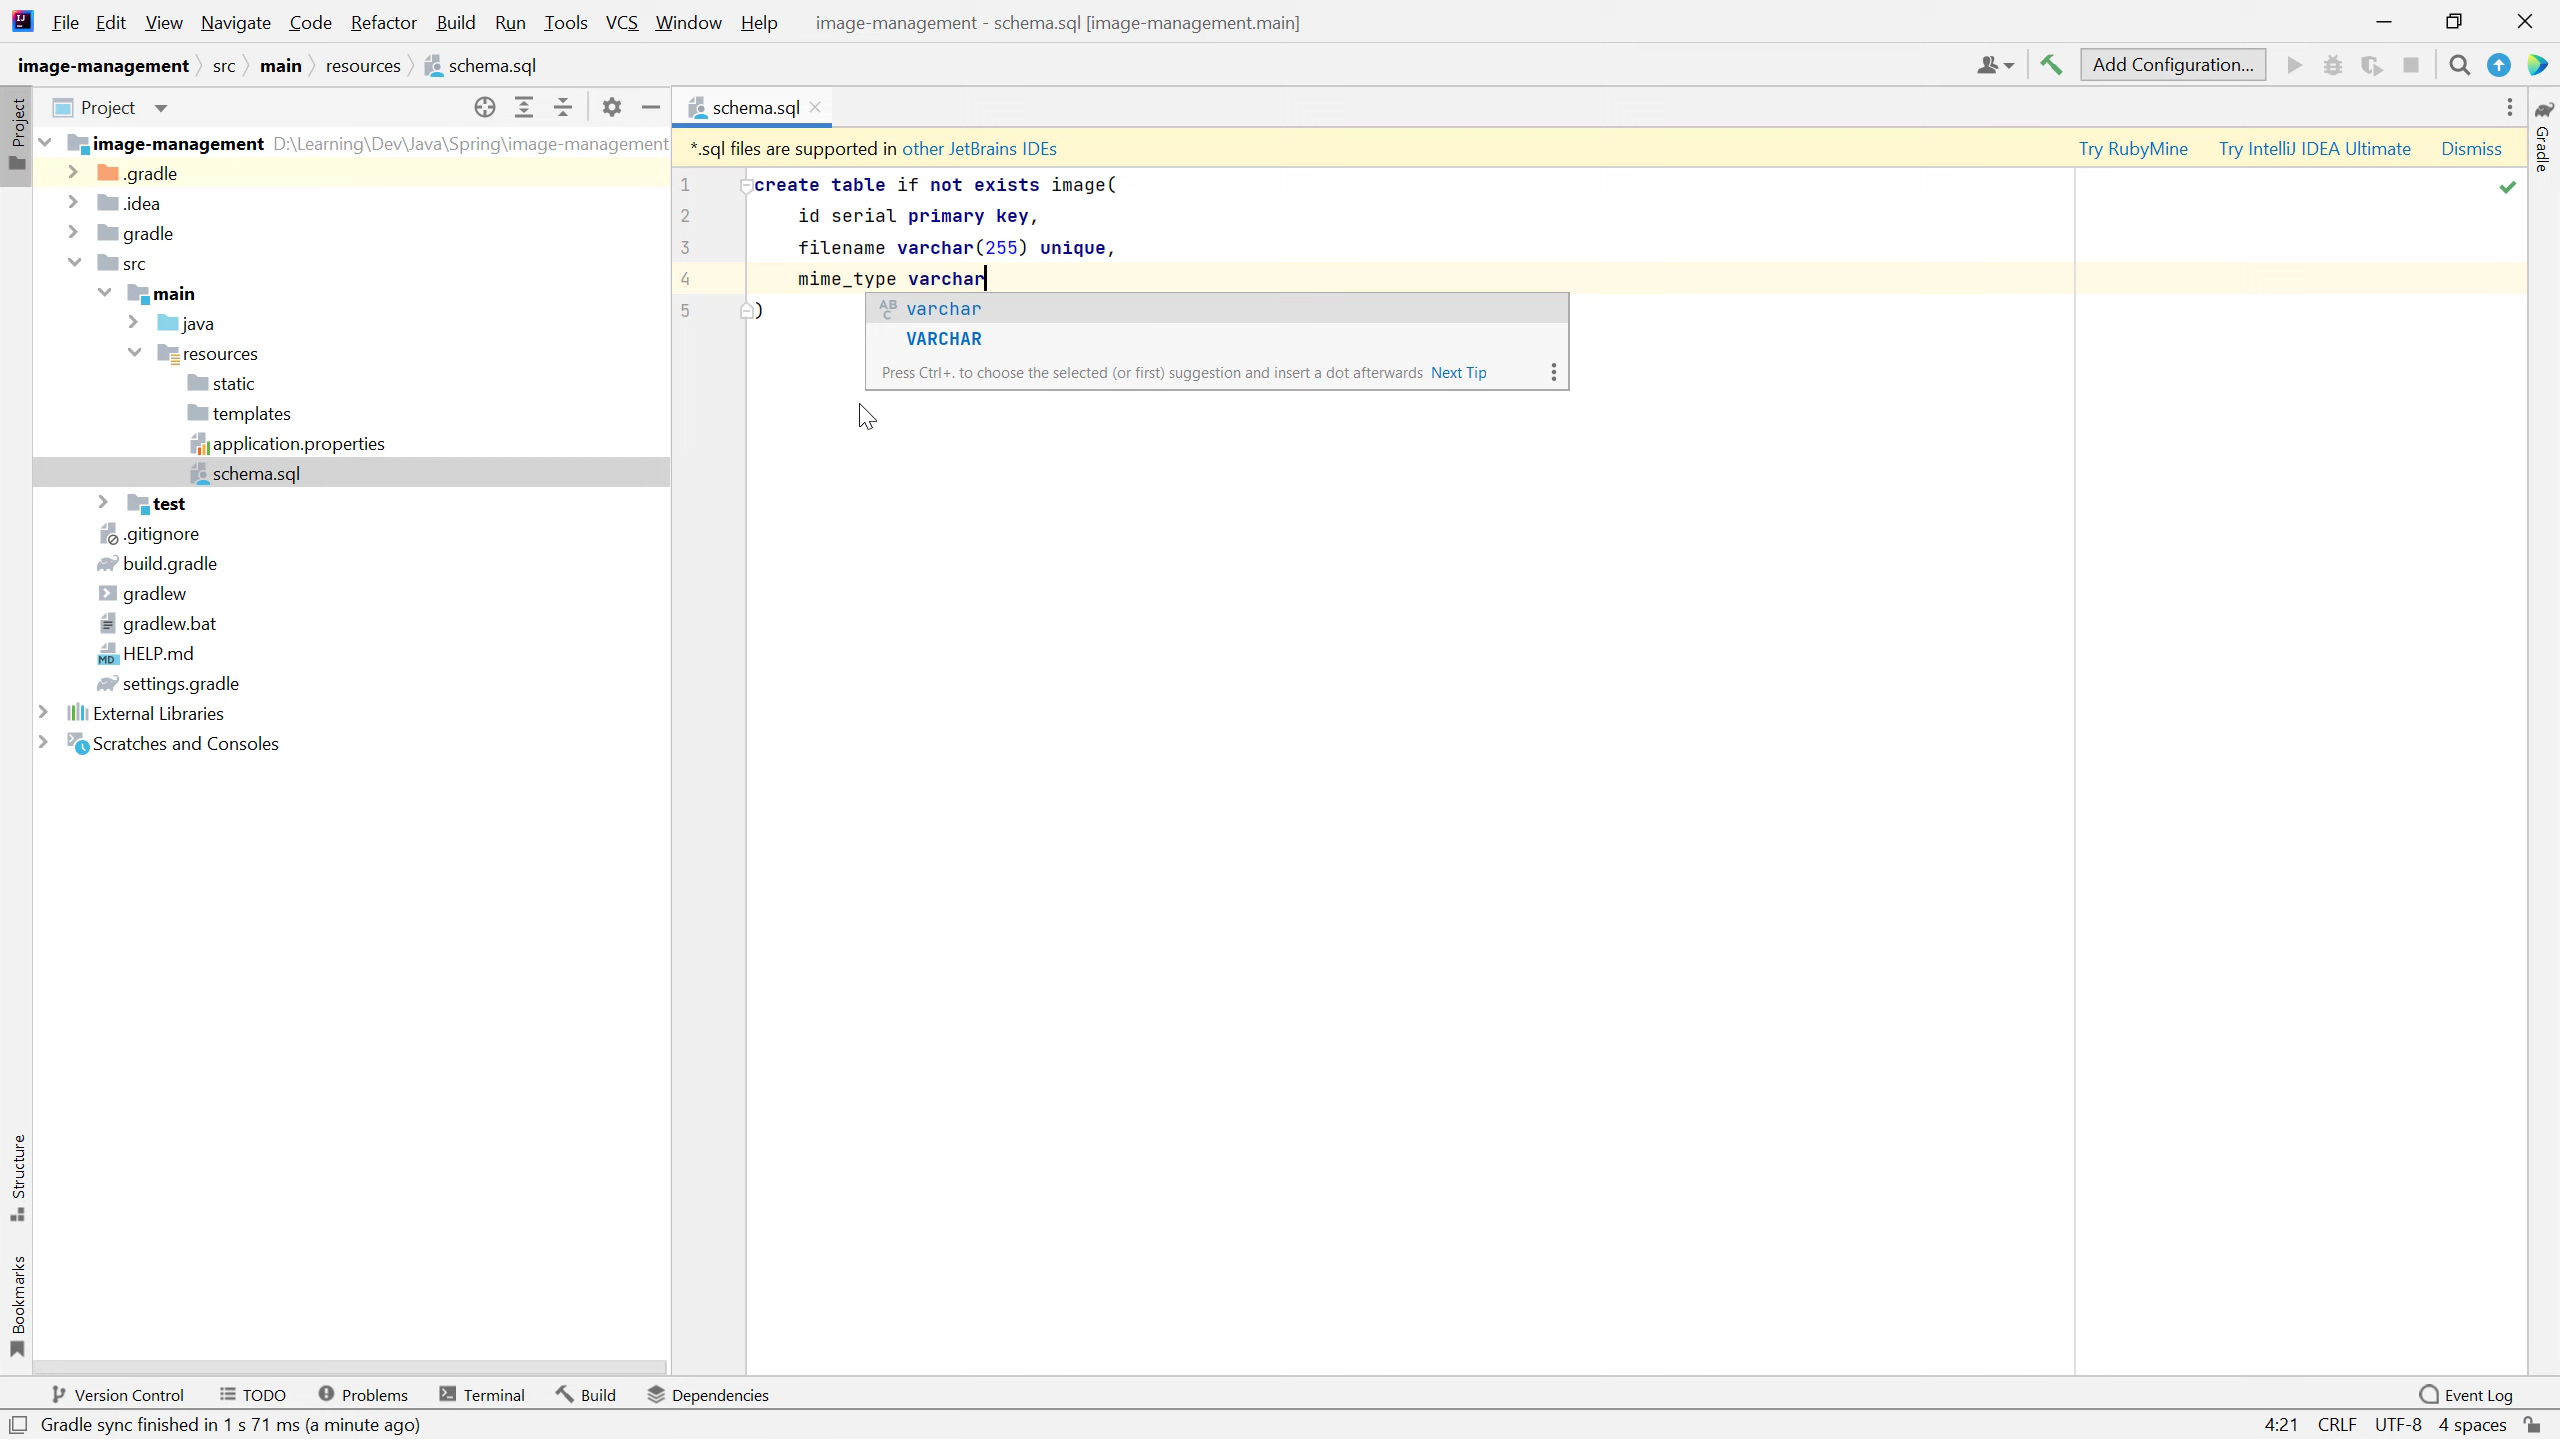 File Edit View Navigate Code Refactor Build Run Tools VCS Window Help image-management - schema.sql [image-management.main]
image-management src main resources schema.sql
Add Configuration...
Project
Project
schema.sql
Gradle
image-management D:\Learning\Dev\Java\Spring\image-management
*.sql files are supported in other JetBrains IDEs Try RubyMine Try IntelliJ IDEA Ultimate Dismiss
.gradle
.idea
gradle
src
main
java
resources
static
templates
application.properties
schema.sql
test
.gitignore
build.gradle
gradlew
gradlew.bat
HELP.md
settings.gradle
External Libraries
Scratches and Consoles
1 create table if not exists image(
2 id serial primary key,
3 filename varchar(255) unique,
4 mime_type varchar
5 )
varchar
VARCHAR
Press Ctrl+. to choose the selected (or first) suggestion and insert a dot afterwards Next Tip
Structure
Bookmarks
Version Control TODO Problems Terminal Build Dependencies Event Log
Gradle sync finished in 1 s 71 ms (a minute ago) 4:21 CRLF UTF-8 4 spaces